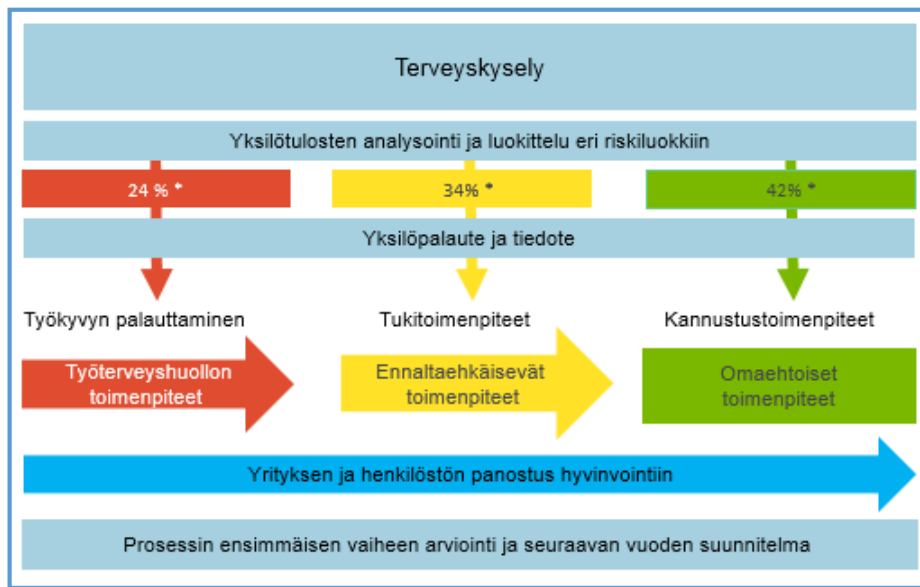 Terveyskysely
Yksilötulosten analysointi ja luokittelu eri riskiluokkiin
24 % *
34% *
42% *
Yksilöpalaute ja tiedote
Työkyvyn palauttaminen
Tukitoimenpiteet
Kannustustoimenpiteet
Työterveyshuollon
toimenpiteet
Ennaltaehkäisevät
toimenpiteet
Omaehtoiset
toimenpiteet
Yrityksen ja henkilöstön panostus hyvinvointiin
Prosessin ensimmäisen vaiheen arviointi ja seuraavan vuoden suunnitelma